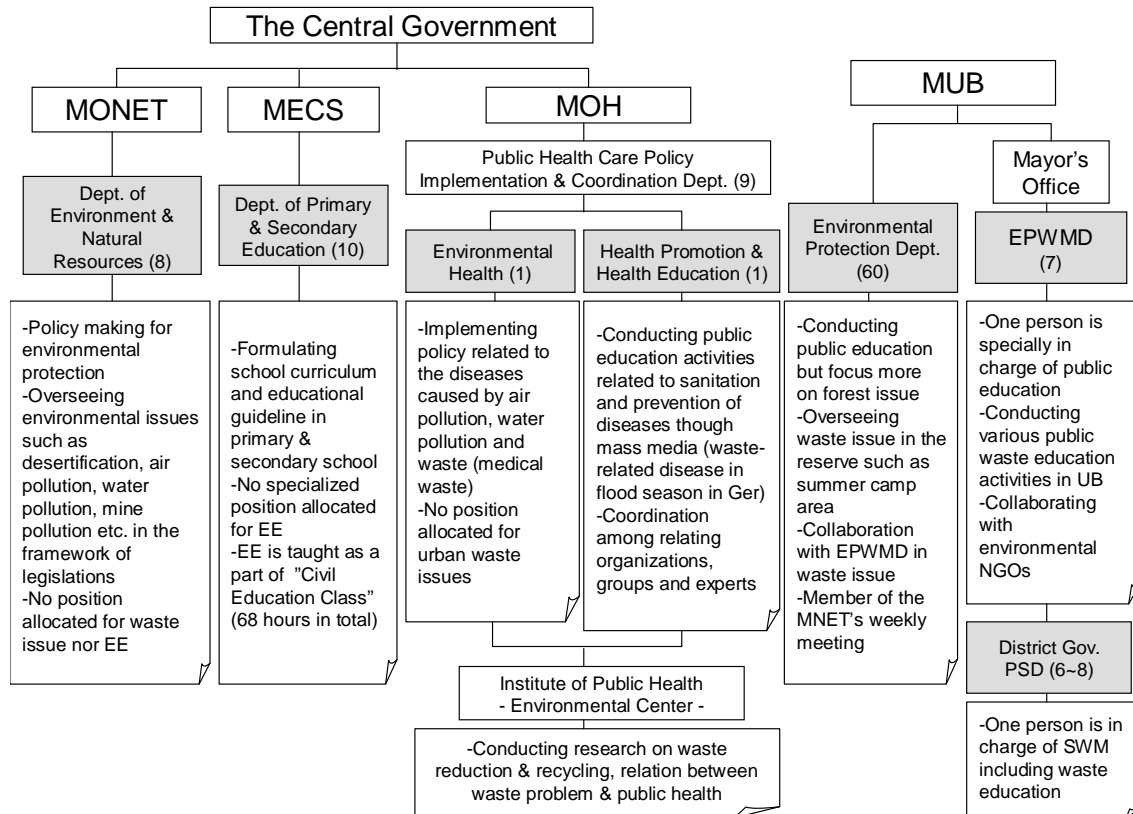 The Central Government
MONET
MECS
MOH
MUB
Public Health Care Policy
Implementation & Coordination Dept. (9)
Mayor's
Office
Dept. of
Environment &
Natural
Resources (8)
Dept. of Primary
& Secondary
Education (10)
Environmental
Health (1)
Health Promotion &
Health Education (1)
Environmental
Protection Dept.
(60)
EPWMD
(7)
-Policy making for
environmental
protection
-Overseeing
environmental issues
such as
desertification, air
pollution, water
pollution, mine
pollution etc. in the
framework of
legislations
-No position
allocated for waste
issue nor EE
-Formulating
school curriculum
and educational
guideline in
primary &
secondary school
-No specialized
position allocated
for EE
-EE is taught as a
part of ”Civil
Education Class”
(68 hours in total)
-Implementing
policy related to
the diseases
caused by air
pollution, water
pollution and
waste (medical
waste)
-No position
allocated for
urban waste
issues
-Conducting public
education activities
related to sanitation
and prevention of
diseases though
mass media (waste-
related disease in
flood season in Ger)
-Coordination
among relating
organizations,
groups and experts
-Conducting
public education
but focus more
on forest issue
-Overseeing
waste issue in the
reserve such as
summer camp
area
-Collaboration
with EPWMD in
waste issue
-Member of the
MNET's weekly
meeting
-One person is
specially in
charge of public
education
-Conducting
various public
waste education
activities in UB
-Collaborating
with
environmental
NGOs
Institute of Public Health
- Environmental Center -
-Conducting research on waste
reduction & recycling, relation between
waste problem & public health
District Gov.
PSD (6~8)
-One person is in
charge of SWM
including waste
education